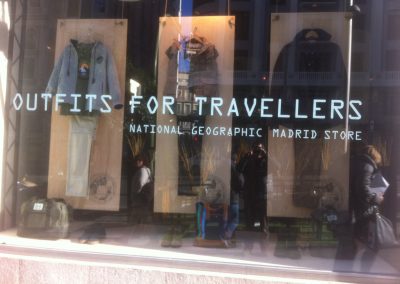 OUTFITS FOR TRAVELLERS
NATIONAL GEOGRAPHIC MADRID STORE